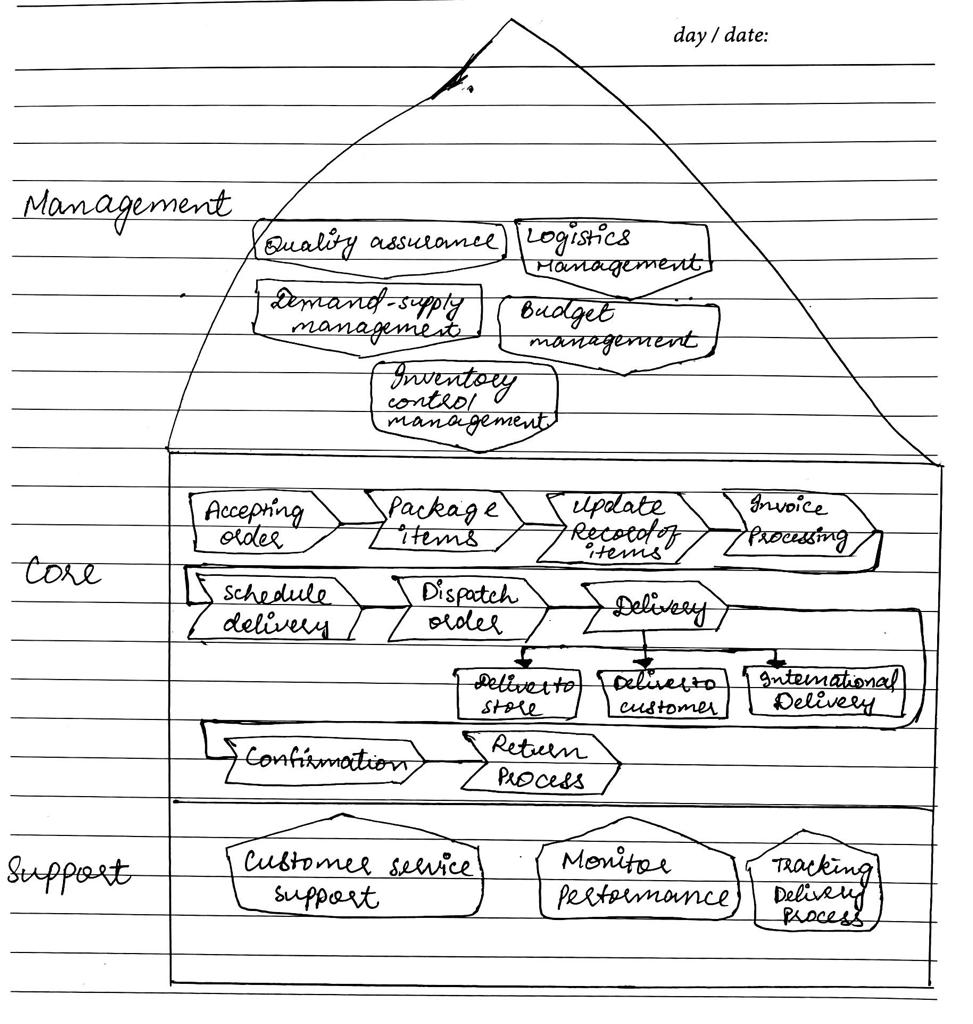 day / date:
Management
Quality assurance
Logistics
Management
Demand-supply
management
Budget
management
Inventory
control
management
Core
Accepting
order
Package
items
Update
Record of
items
Invoice
Processing
Schedule
delivery
Dispatch
order
Delivery
Deliver to
store
Deliver to
customer
International
Delivery
Confirmation
Return
Process
Support
Customer service
support
Monitor
Performance
Tracking
Delivery
Process